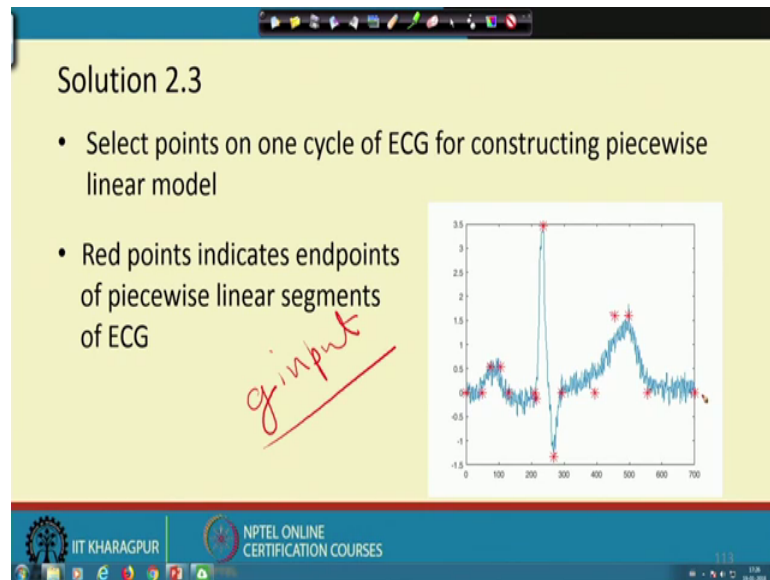 Solution 2.3
• Select points on one cycle of ECG for constructing piecewise
linear model
• Red points indicates endpoints
of piecewise linear segments
of ECG
ginput
3.5
3
2.5
2
1.5
1
0.5
0
-0.5
-1
-1.5
0 100 200 300 400 500 600 700
IIT KHARAGPUR
NPTEL ONLINE
CERTIFICATION COURSES
113